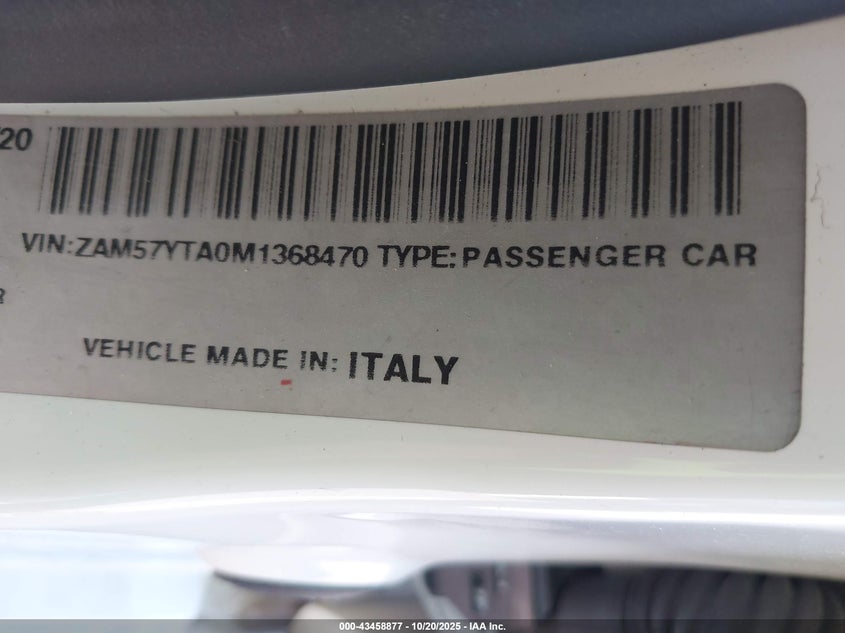 /20
VIN:ZAM57YTA0M1368470 TYPE:PASSENGER CAR
R
VEHICLE MADE IN: ITALY
000-43458877 | 10/20/2025 | IAA Inc.